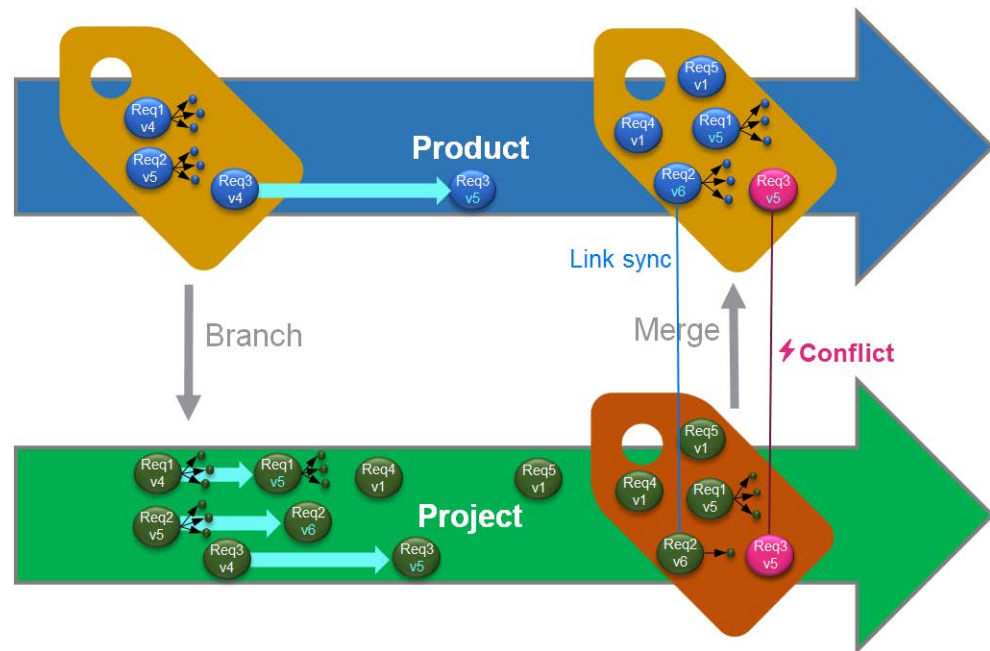 Req5
v1
Req1
v4
Req4
v1
Req1
v5
Product
Req2
v5
Req3
v4
Req3
v5
Req2
v6
Req3
v5
Link sync
Branch
Merge
Conflict
Req5
v1
Req1
v4
Req1
v5
Req4
v1
Req5
v1
Req4
v1
Req1
v5
Req2
v5
Req2
v6
Project
Req3
v4
Req3
v5
Req2
v6
Req3
v5